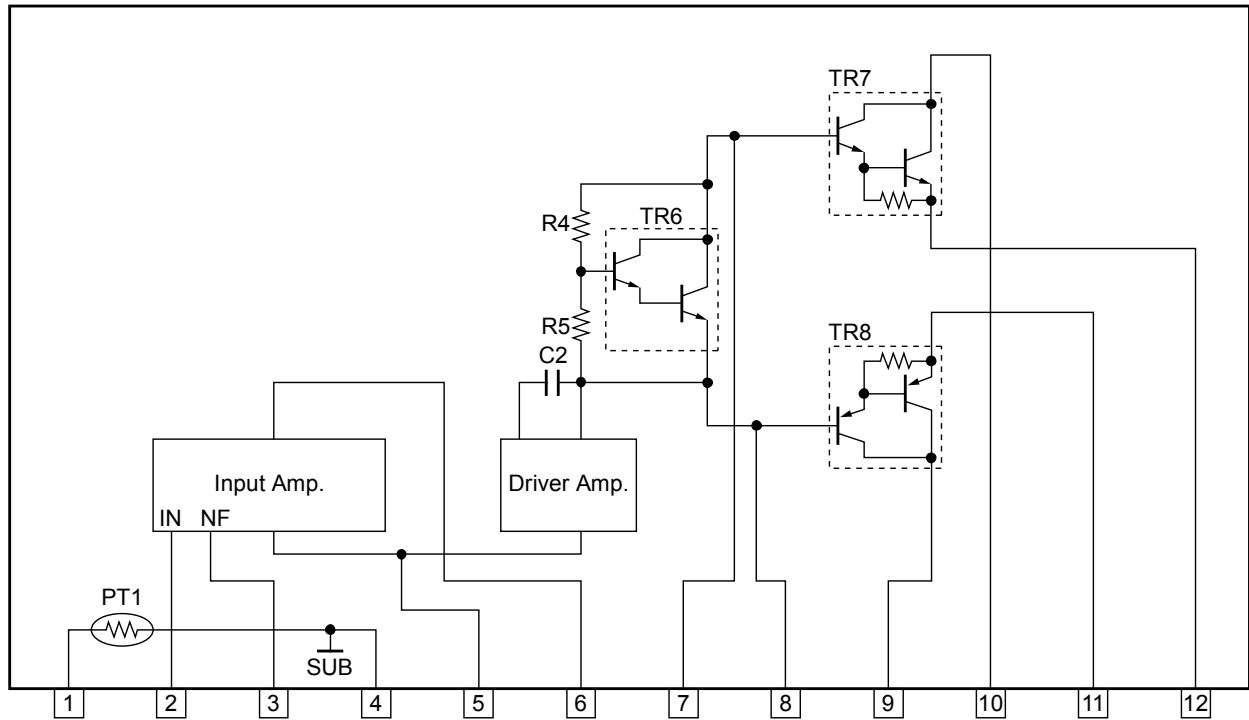 TR7
R4
TR6
R5
TR8
C2
Input Amp.
Driver Amp.
IN NF
PT1
SUB
1 2 3 4 5 6 7 8 9 10 11 12